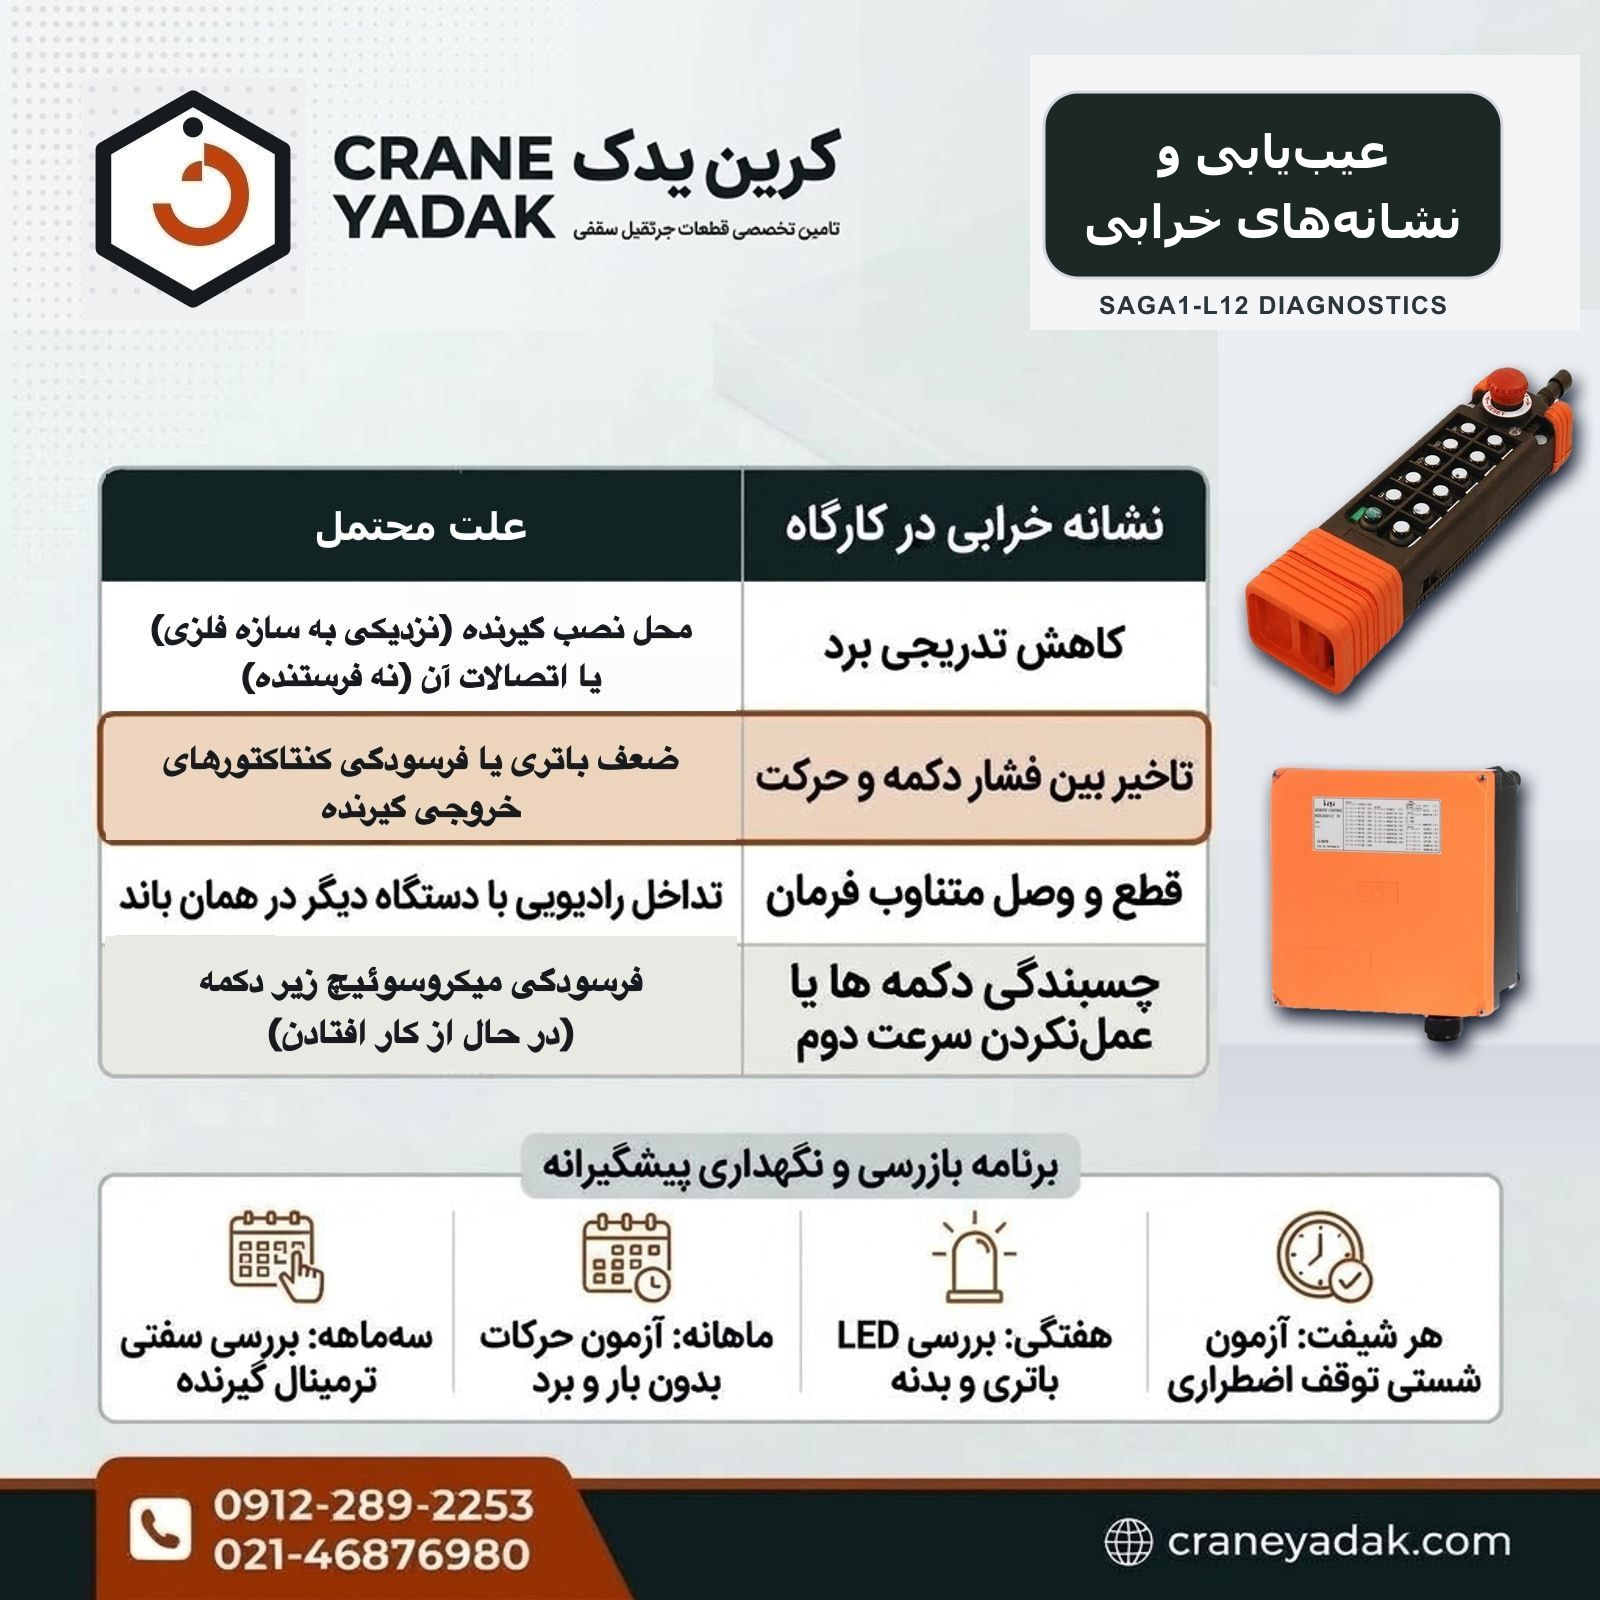 CRANE
YADAK
کرین یدک
تامین تخصصی قطعات جرثقیل سقفی
عیب‌یابی و
نشانه‌های خرابی
SAGA1-L12 DIAGNOSTICS
نشانه خرابی در کارگاه
علت محتمل
کاهش تدریجی برد
محل نصب گیرنده (نزدیکی به سازه فلزی)
یا اتصالات آن (نه فرستنده)
تاخیر بین فشار دکمه و حرکت
ضعف باتری یا فرسودگی کنتاکتورهای
خروجی گیرنده
قطع و وصل متناوب فرمان
تداخل رادیویی با دستگاه دیگر در همان باند
چسبندگی دکمه ها یا
عمل‌نکردن سرعت دوم
فرسودگی میکروسوئیچ زیر دکمه
(در حال از کار افتادن)
برنامه بازرسی و نگهداری پیشگیرانه
هر شیفت: آزمون
شستی توقف اضطراری
هفتگی: بررسی LED
باتری و بدنه
ماهانه: آزمون حرکات
بدون بار و برد
سه‌ماهه: بررسی سفتی
ترمینال گیرنده
0912-289-2253
021-46876980
craneyadak.com